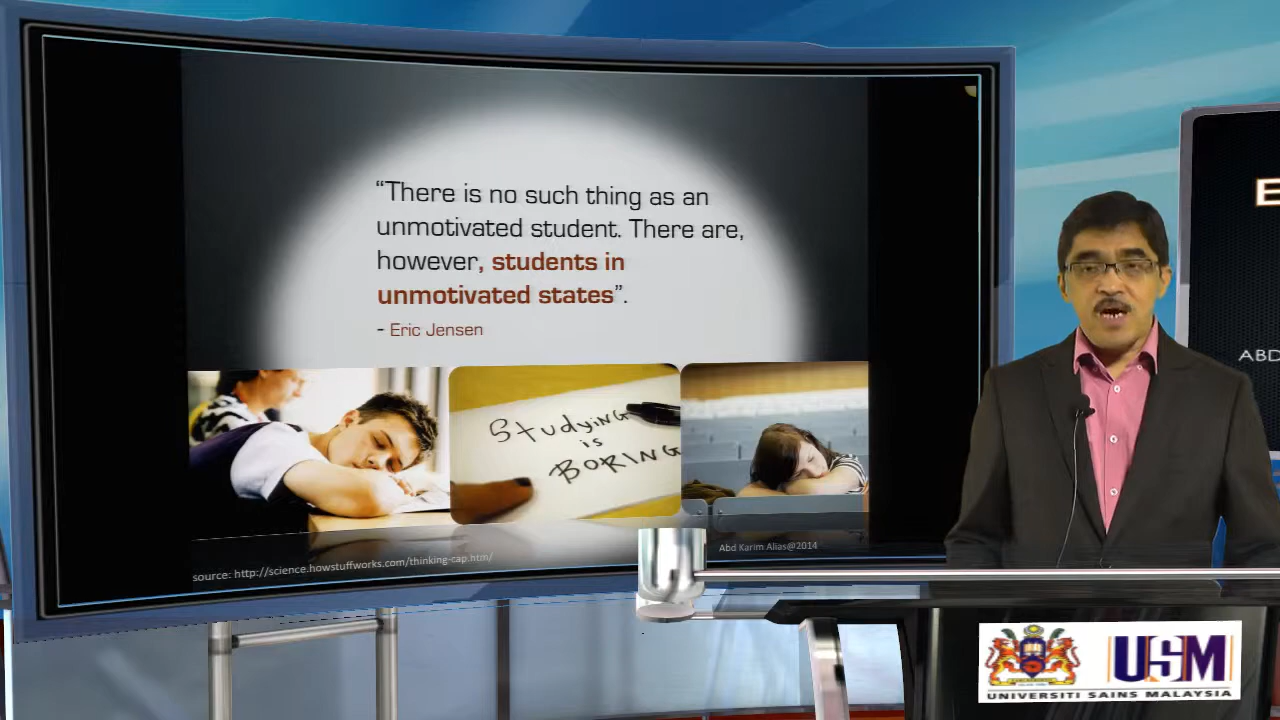 “There is no such thing as an
unmotivated student. There are,
however, students in
unmotivated states”.
- Eric Jensen
Studying
is
BORING
source: http://science.howstuffworks.com/thinking-cap.htm/
Abd Karim Alias@2014
E
ABD
USM
UNIVERSITI SAINS MALAYSIA